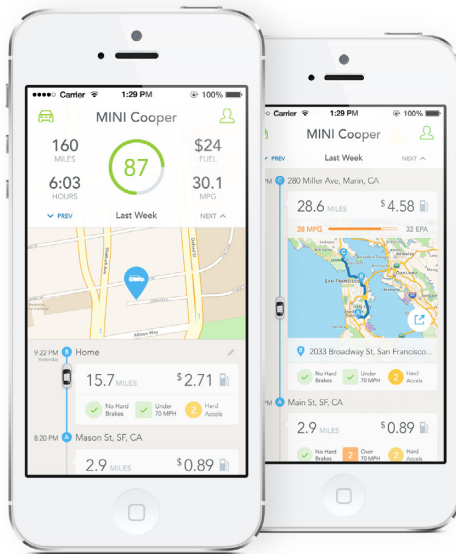 Carrier 1:29 PM 100%
MINI Cooper
160 MILES
87
$24 FUEL
6:03 HOURS
30.1 MPG
PREV Last Week NEXT
Shattuck Ave
9:22 PM B Home
15.7 MILES $2.71
No Hard Brakes
Under 70 MPH
2 Hard Accels
8:20 PM A Mason St, SF, CA
2.9 MILES $0.89
Carrier 1:29 PM 100%
MINI Cooper
PREV Last Week NEXT
PM C 280 Miller Ave, Marin, CA
28.6 MILES $4.58
28 MPG 32 EPA
SAN FRANCISCO
OAKLAND
C
B
A
2033 Broadway St, San Francisco...
No Hard Brakes
Under 70 MPH
2 Hard Accels
PM A Main St, SF, CA
2.9 MILES $0.89
No Hard Brakes
2 Over 70 MPH
2 Hard Accels